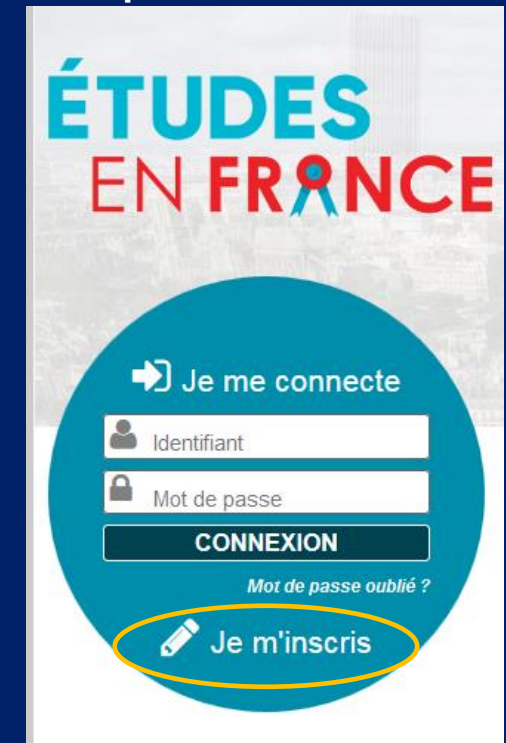 ÉTUDES
EN FRANCE
Je me connecte
Identifiant
Mot de passe
CONNEXION
Mot de passe oublié ?
Je m'inscris